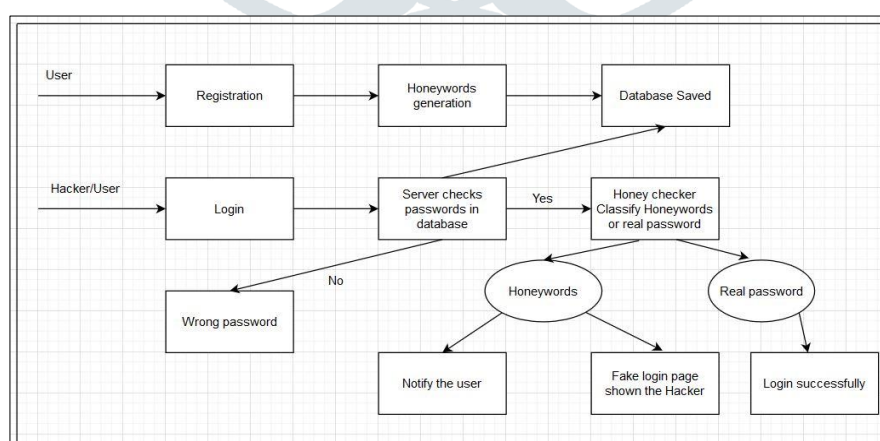 User
Registration
Honeywords
generation
Database Saved
Hacker/User
Login
Server checks
passwords in
database
Yes
Honey checker
Classify Honeywords
or real password
No
Wrong password
Honeywords
Real password
Notify the user
Fake login page
shown the Hacker
Login successfully